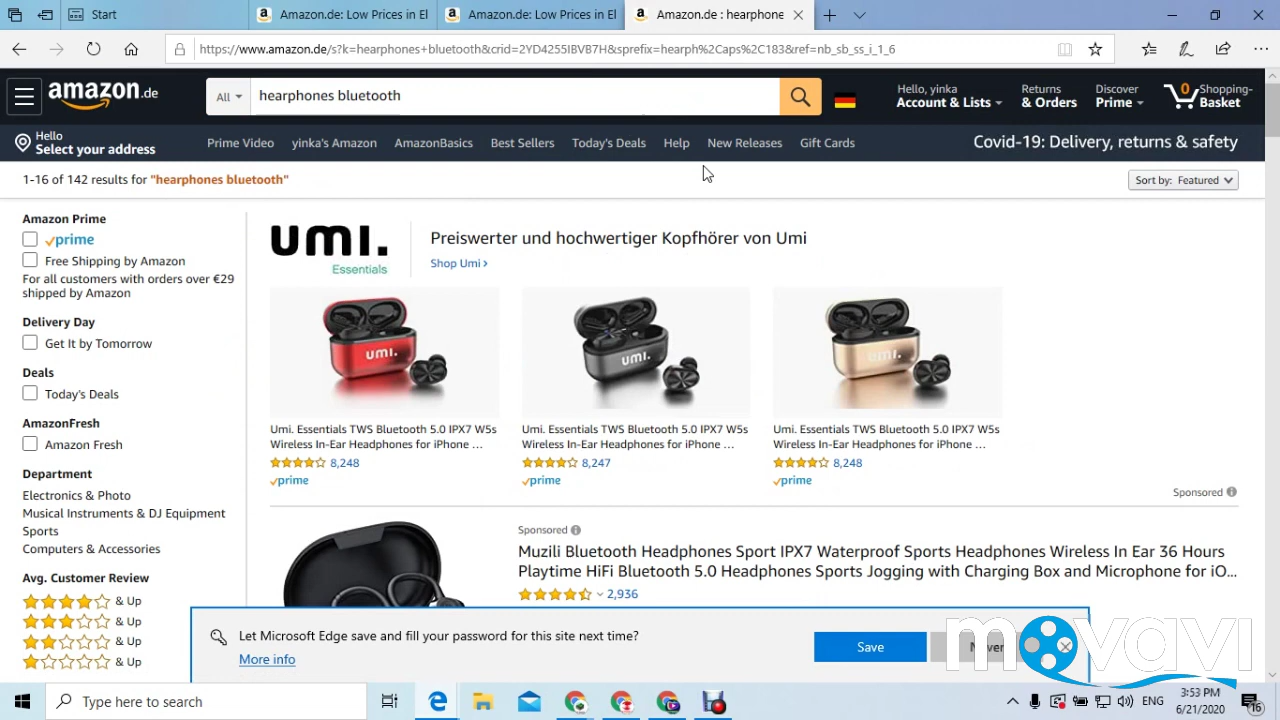 Start
Amazon.de: Low Prices in El
Amazon.de: Low Prices in El
Amazon.de : hearphone
https://www.amazon.de/s?k=hearphones+bluetooth&crid=2YD4255IBVB7H&sprefix=hearph%2Caps%2C183&ref=nb_sb_ss_i_1_6
amazon.de
All
hearphones bluetooth
Hello, yinka
Account & Lists
Returns
& Orders
Discover
Prime
0
Shopping-
Basket
Hello
Select your address
Prime Video
yinka's Amazon
AmazonBasics
Best Sellers
Today's Deals
Help
New Releases
Gift Cards
Covid-19: Delivery, returns & safety
1-16 of 142 results for "hearphones bluetooth"
Sort by: Featured
Amazon Prime
prime
Free Shipping by Amazon
For all customers with orders over €29
shipped by Amazon
Delivery Day
Get It by Tomorrow
Deals
Today's Deals
AmazonFresh
Amazon Fresh
Department
Electronics & Photo
Musical Instruments & DJ Equipment
Sports
Computers & Accessories
Avg. Customer Review
& Up
& Up
& Up
& Up
umi.
Essentials
Preiswerter und hochwertiger Kopfhörer von Umi
Shop Umi ›
umi.
umi.
umi.
Umi. Essentials TWS Bluetooth 5.0 IPX7 W5s
Wireless In-Ear Headphones for iPhone ...
8,248
prime
Umi. Essentials TWS Bluetooth 5.0 IPX7 W5s
Wireless In-Ear Headphones for iPhone ...
8,247
prime
Umi. Essentials TWS Bluetooth 5.0 IPX7 W5s
Wireless In-Ear Headphones for iPhone ...
8,248
prime
Sponsored
Sponsored
Muzili Bluetooth Headphones Sport IPX7 Waterproof Sports Headphones Wireless In Ear 36 Hours
Playtime HiFi Bluetooth 5.0 Headphones Sports Jogging with Charging Box and Microphone for iO...
2,936
Let Microsoft Edge save and fill your password for this site next time?
More info
Save
Never
movavi
Type here to search
ENG
3:53 PM
6/21/2020
16